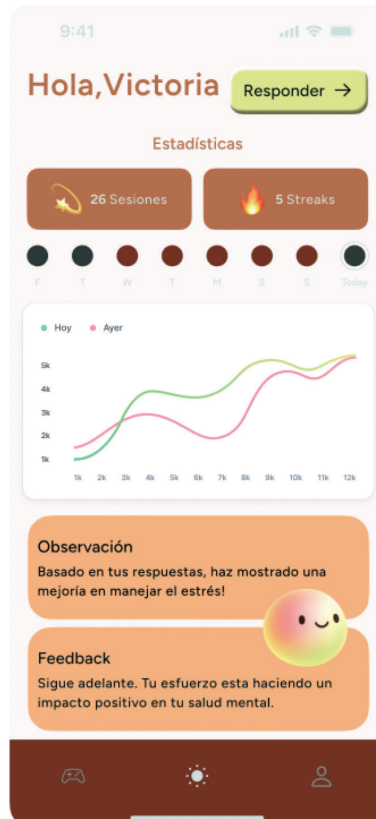 9:41
Hola,Victoria
Responder →
Estadísticas
26 Sesiones
5 Streaks
F T W T M S S Today
Hoy Ayer
5k
4k
3k
2k
1k
1k 2k 3k 4k 5k 6k 7k 8k 9k 10k 11k 12k
Observación
Basado en tus respuestas, haz mostrado una
mejoría en manejar el estrés!
Feedback
Sigue adelante. Tu esfuerzo esta haciendo un
impacto positivo en tu salud mental.